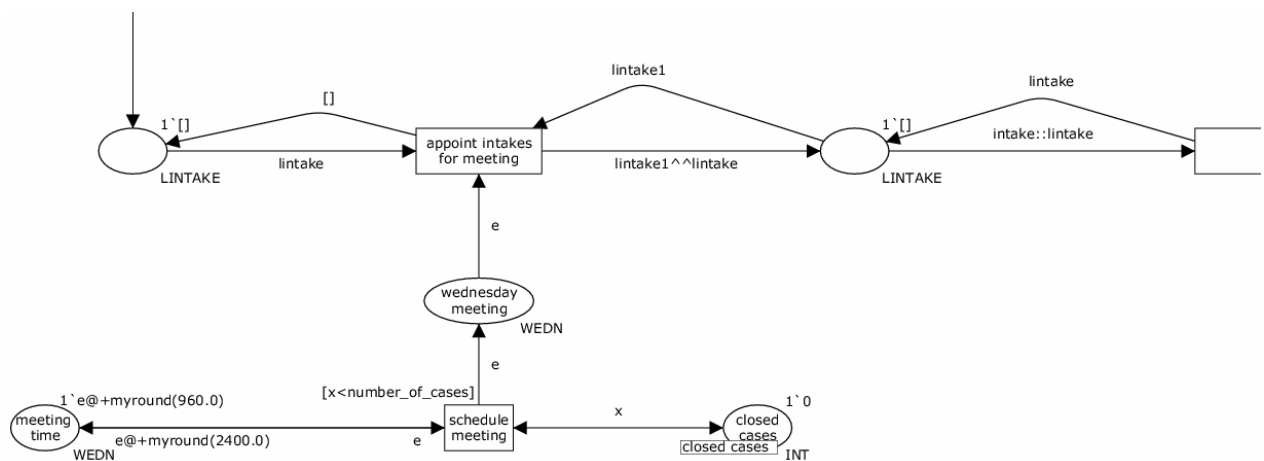 lintake1
lintake
[]
1`[]
1`[]
appoint intakes
for meeting
intake::lintake
lintake
lintake1^^lintake
LINTAKE
LINTAKE
e
wednesday
meeting
WEDN
e
[x<number_of_cases]
1`e@+myround(960.0)
1`0
meeting
time
schedule
meeting
x
closed
cases
e@+myround(2400.0)
e
closed cases
WEDN
INT